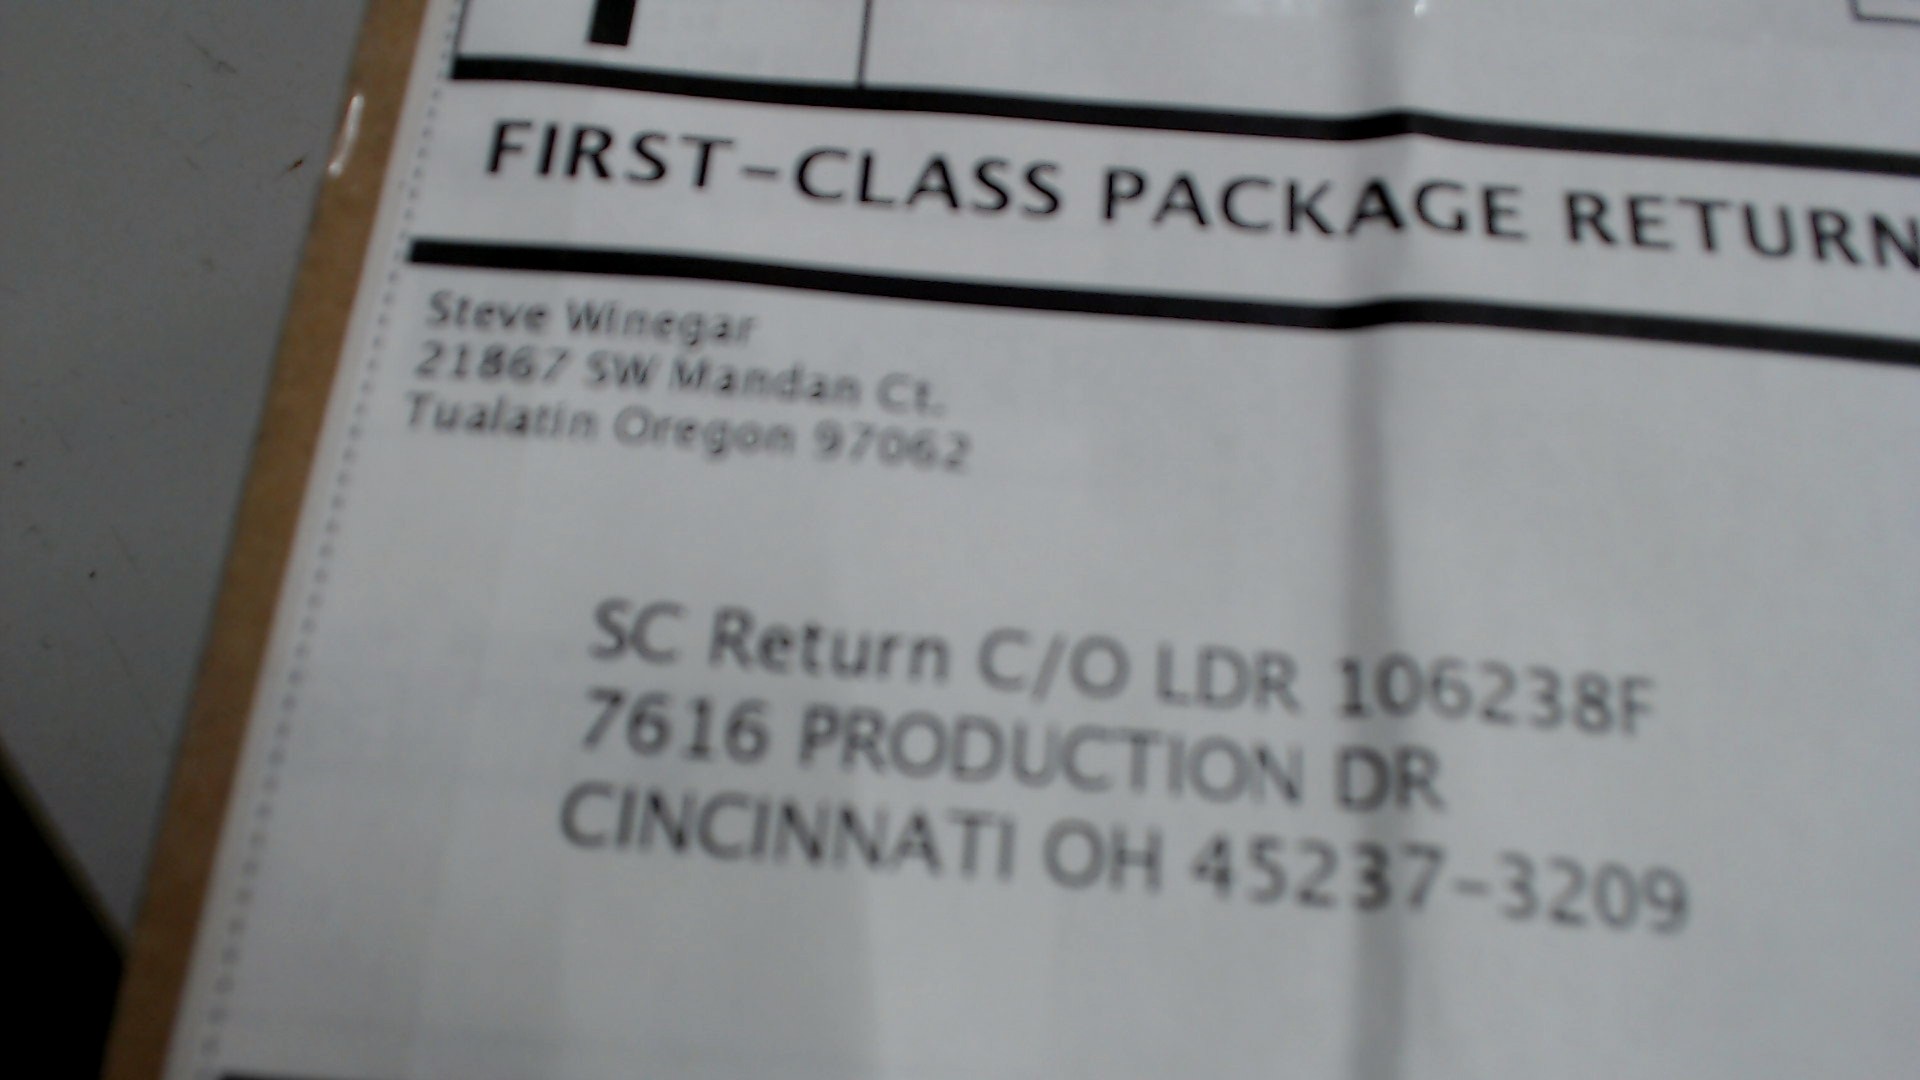 FIRST-CLASS PACKAGE RETURN
Steve Winegar
21867 SW Mandan Ct.
Tualatin Oregon 97062
SC Return C/O LDR 106238F
7616 PRODUCTION DR
CINCINNATI OH 45237-3209